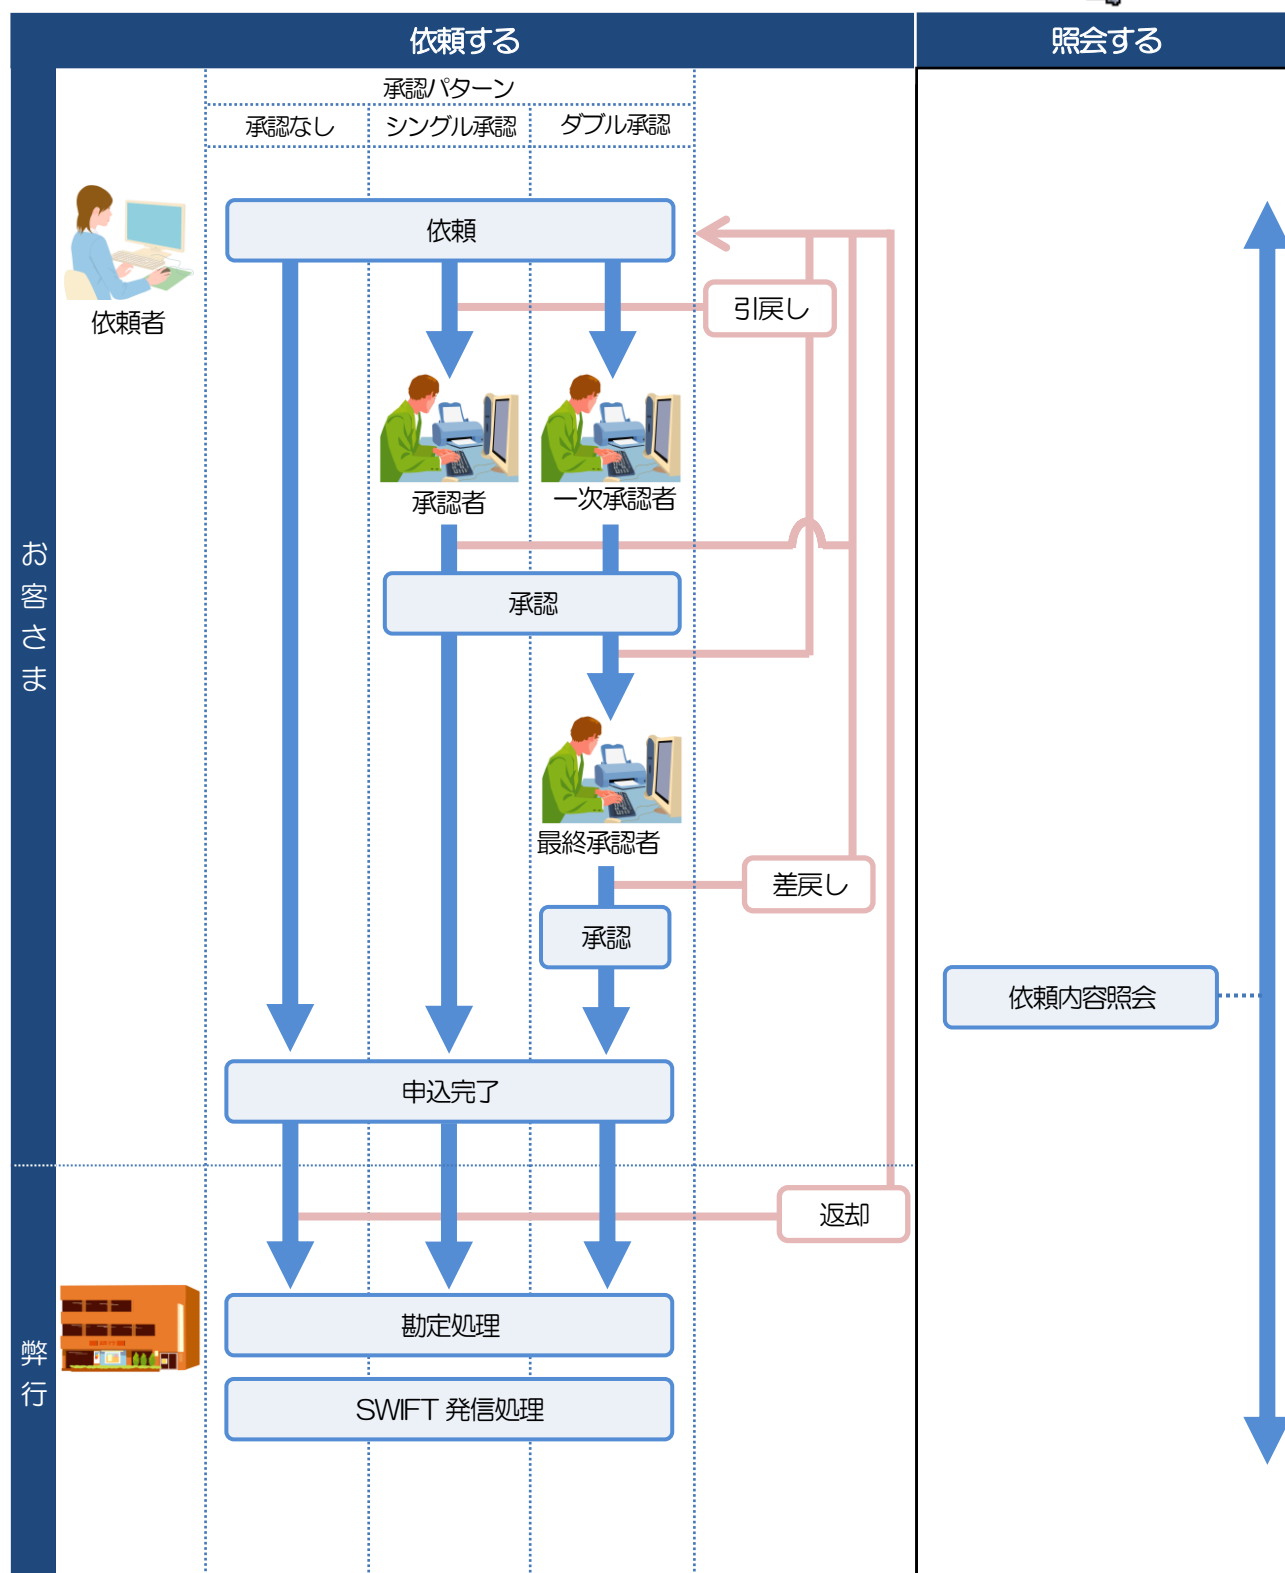 依頼する
照会する
承認パターン
承認なし
シングル承認
ダブル承認
依頼
依頼者
引戻し
承認者
一次承認者
お客さま
承認
最終承認者
差戻し
承認
依頼内容照会
申込完了
返却
弊行
勘定処理
SWIFT 発信処理